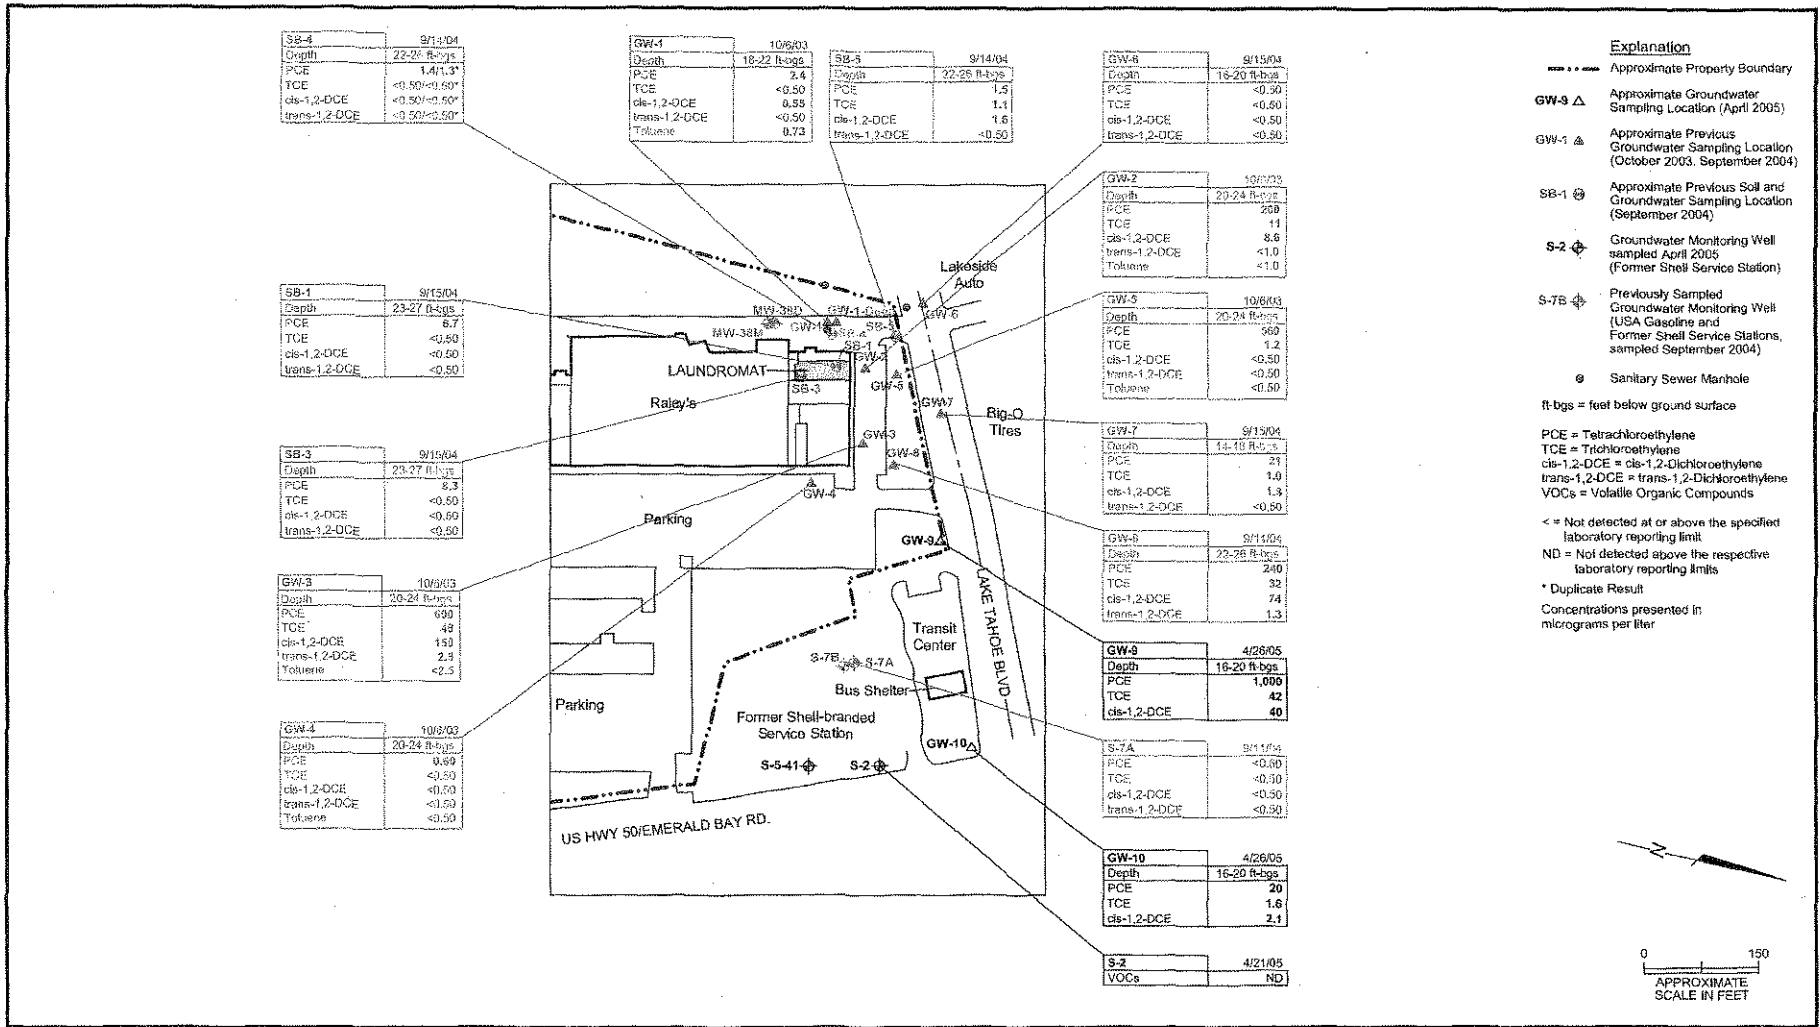 SB-4 9/14/04
Depth 22-26 ft-bgs
PCE 1.4/1.3*
TCE <0.50/<0.50*
cis-1,2-DCE <0.50/<0.50*
trans-1,2-DCE <0.50/<0.50*
GW-1 10/6/03
Depth 18-22 ft-bgs
PCE 2.4
TCE <0.50
cis-1,2-DCE 0.55
trans-1,2-DCE <0.50
Toluene 0.73
SB-5 9/14/04
Depth 22-26 ft-bgs
PCE 1.5
TCE 1.1
cis-1,2-DCE 1.6
trans-1,2-DCE <0.50
GW-6 9/15/04
Depth 16-20 ft-bgs
PCE <0.50
TCE <0.50
cis-1,2-DCE <0.50
trans-1,2-DCE <0.50
GW-2 10/6/03
Depth 20-24 ft-bgs
PCE 200
TCE 11
cis-1,2-DCE 8.6
trans-1,2-DCE <1.0
Toluene <1.0
SB-1 9/15/04
Depth 23-27 ft-bgs
PCE 6.7
TCE <0.50
cis-1,2-DCE <0.50
trans-1,2-DCE <0.50
GW-5 10/6/03
Depth 20-24 ft-bgs
PCE 560
TCE 1.2
cis-1,2-DCE <0.50
trans-1,2-DCE <0.50
Toluene <0.50
SB-3 9/15/04
Depth 23-27 ft-bgs
PCE 8.3
TCE <0.50
cis-1,2-DCE <0.50
trans-1,2-DCE <0.50
GW-7 9/15/04
Depth 14-18 ft-bgs
PCE 21
TCE 1.0
cis-1,2-DCE 1.3
trans-1,2-DCE <0.50
GW-8 9/14/04
Depth 22-26 ft-bgs
PCE 240
TCE 32
cis-1,2-DCE 74
trans-1,2-DCE 1.3
GW-3 10/6/03
Depth 20-24 ft-bgs
PCE 690
TCE 48
cis-1,2-DCE 150
trans-1,2-DCE
Toluene <2.5
GW-9 4/26/05
Depth 16-20 ft-bgs
PCE 1,000
TCE 42
cis-1,2-DCE 40
GW-4 10/6/03
Depth 20-24 ft-bgs
PCE 0.60
TCE <0.50
cis-1,2-DCE <0.50
trans-1,2-DCE <0.50
Toluene <0.50
S-7A
PCE <0.50
TCE <0.50
cis-1,2-DCE <0.50
trans-1,2-DCE <0.50
GW-10 4/26/05
Depth 16-20 ft-bgs
PCE 20
TCE 1.6
cis-1,2-DCE 2.1
S-2 4/21/05
VOCs ND
Lakeside
Auto
MW-38D
GW-1-Deep
GW-6
MW-38M
GW-1
SB-4
SB-5
SB-1
LAUNDROMAT
GW-2
SB-3
GW-5
Raley's
GW-7
Big-O
Tires
GW-3
GW-8
GW-4
Parking
GW-9
LAKE TAHOE BLVD
Transit
Center
S-7B
S-7A
Bus Shelter
Parking
Former Shell-branded
Service Station
GW-10
S-5-41
S-2
US HWY 50/EMERALD BAY RD.
Explanation
Approximate Property Boundary
GW-9 Approximate Groundwater
Sampling Location (April 2005)
GW-1 Approximate Previous
Groundwater Sampling Location
(October 2003, September 2004)
SB-1 Approximate Previous Soil and
Groundwater Sampling Location
(September 2004)
S-2 Groundwater Monitoring Well
sampled April 2005
(Former Shell Service Station)
S-7B Previously Sampled
Groundwater Monitoring Well
(USA Gasoline and
Former Shell Service Stations,
sampled September 2004)
Sanitary Sewer Manhole
ft-bgs = feet below ground surface
PCE = Tetrachloroethylene
TCE = Trichloroethylene
cis-1,2-DCE = cis-1,2-Dichloroethylene
trans-1,2-DCE = trans-1,2-Dichloroethylene
VOCs = Volatile Organic Compounds
< = Not detected at or above the specified
laboratory reporting limit
ND = Not detected above the respective
laboratory reporting limits
* Duplicate Result
Concentrations presented in
micrograms per liter
N
0 150
APPROXIMATE
SCALE IN FEET